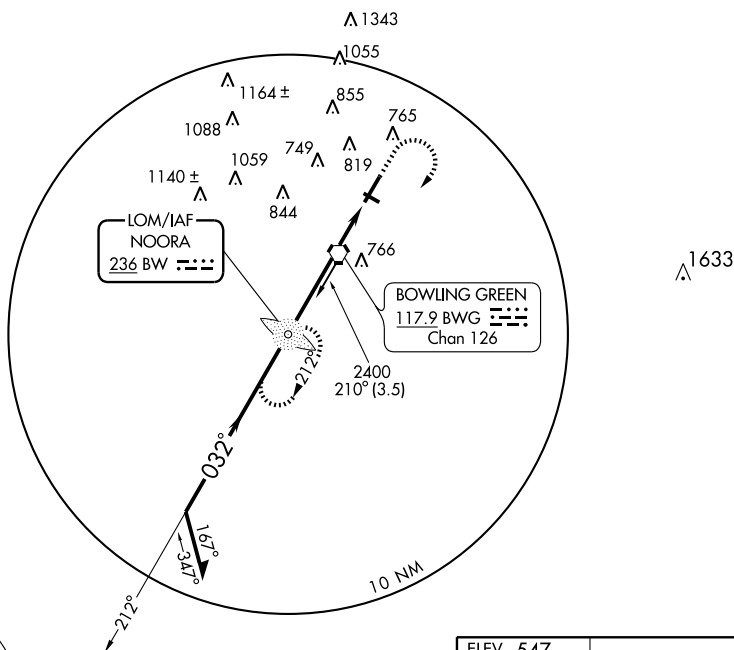 1343
1055
1164 ±
855
765
1088
749
819
1059
1140 ±
844
LOM/IAF
NOORA
236 BW
766
1633
BOWLING GREEN
117.9 BWG
Chan 126
2400
210° (3.5)
212°
032°
167°
347°
10 NM
212°
ELEV 547